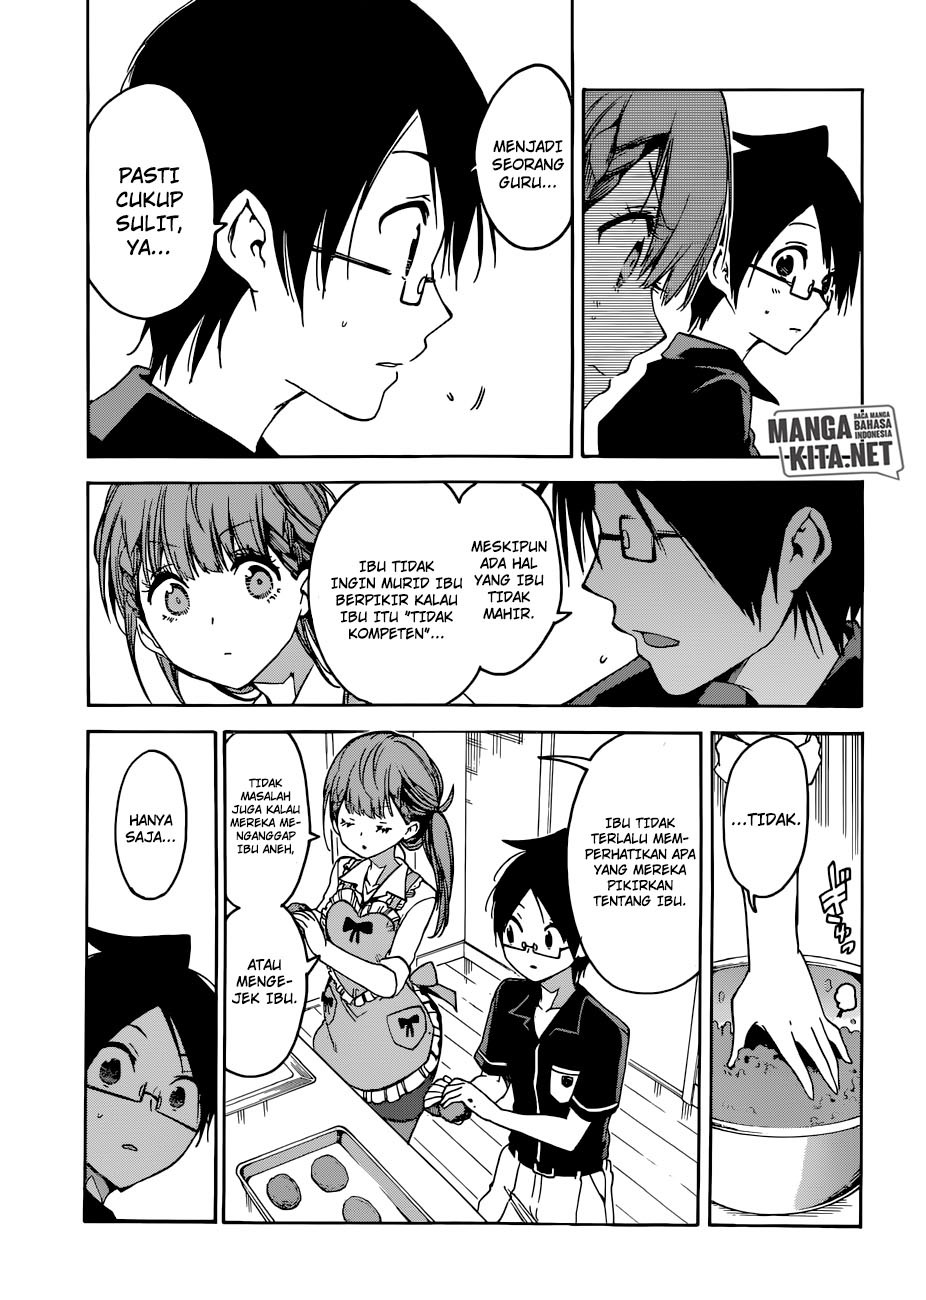 MENJADI
SEORANG
GURU...
PASTI
CUKUP
SULIT,
YA...
MANGA
KITA.NET
BACA MANGA
BAHASA
INDONESIA
MESKIPUN
ADA HAL
YANG IBU
TIDAK
MAHIR.
IBU TIDAK
INGIN MURID IBU
BERPIKIR KALAU
IBU ITU "TIDAK
KOMPETEN"...
...TIDAK.
IBU TIDAK
TERLALU MEM-
PERHATIKAN APA
YANG MEREKA
PIKIRKAN
TENTANG IBU.
TIDAK
MASALAH
JUGA KALAU
MEREKA ME-
NGANGGAP
IBU ANEH,
ATAU
MENGE-
JEK IBU.
HANYA
SAJA...